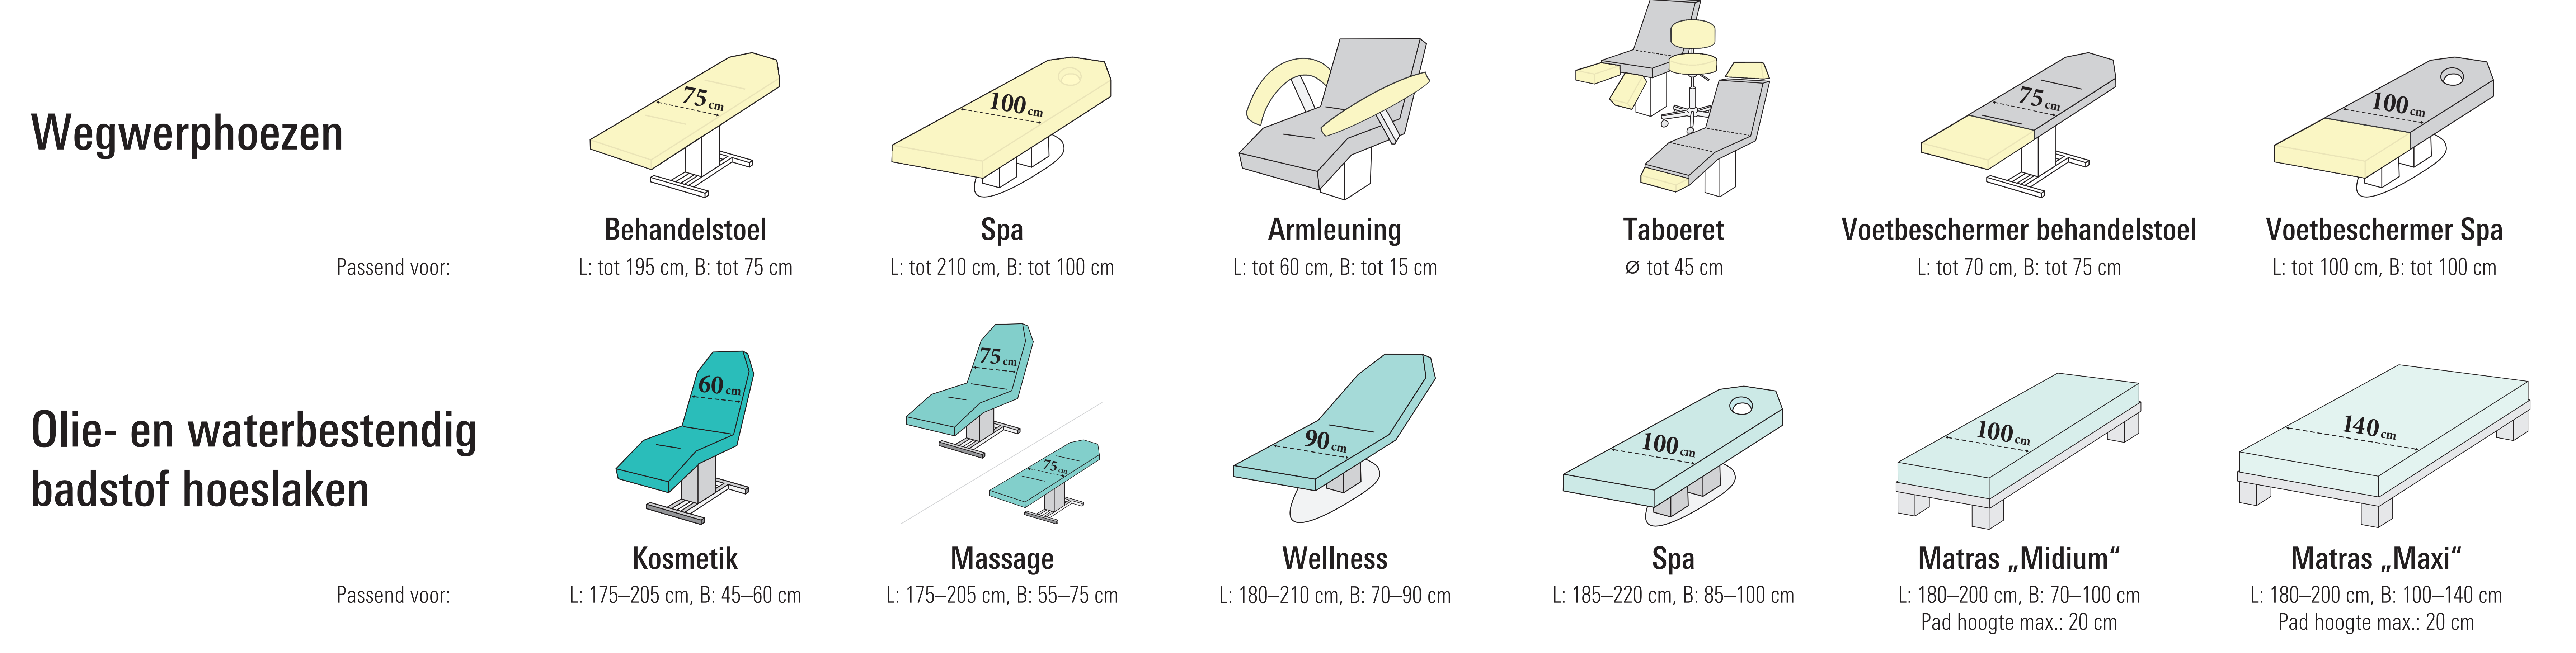 Wegwerphoezen
75 cm
100 cm
75 cm
100 cm
Behandelstoel
Spa
Armleuning
Taboeret
Voetbeschermer behandelstoel
Voetbeschermer Spa
Passend voor:
L: tot 195 cm, B: tot 75 cm
L: tot 210 cm, B: tot 100 cm
L: tot 60 cm, B: tot 15 cm
⌀ tot 45 cm
L: tot 70 cm, B: tot 75 cm
L: tot 100 cm, B: tot 100 cm
Olie- en waterbestendig
badstof hoeslaken
60 cm
75 cm
75 cm
90 cm
100 cm
100 cm
140 cm
Kosmetik
Massage
Wellness
Spa
Matras „Midium“
Matras „Maxi“
Passend voor:
L: 175–205 cm, B: 45–60 cm
L: 175–205 cm, B: 55–75 cm
L: 180–210 cm, B: 70–90 cm
L: 185–220 cm, B: 85–100 cm
L: 180–200 cm, B: 70–100 cm
Pad hoogte max.: 20 cm
L: 180–200 cm, B: 100–140 cm
Pad hoogte max.: 20 cm